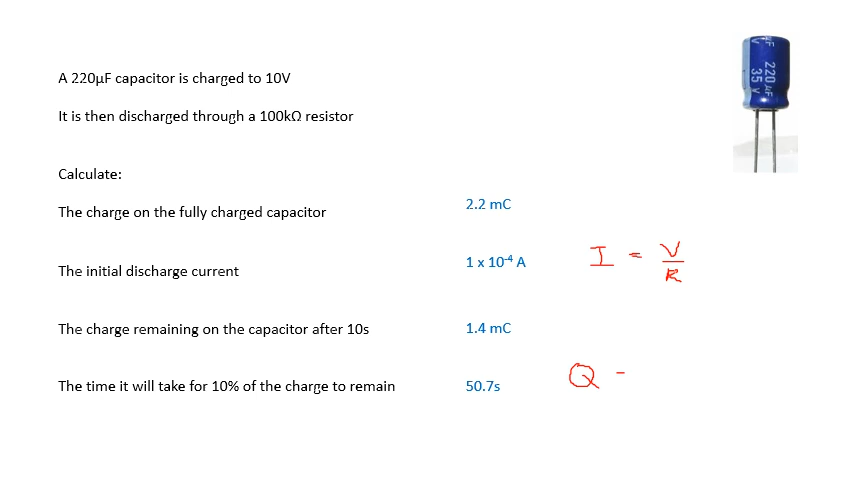 A 220µF capacitor is charged to 10V
It is then discharged through a 100kΩ resistor
Calculate:
The charge on the fully charged capacitor 2.2 mC
The initial discharge current 1 x 10⁻⁴ A I = V/R
The charge remaining on the capacitor after 10s 1.4 mC
The time it will take for 10% of the charge to remain 50.7s Q =
220µF
35 V